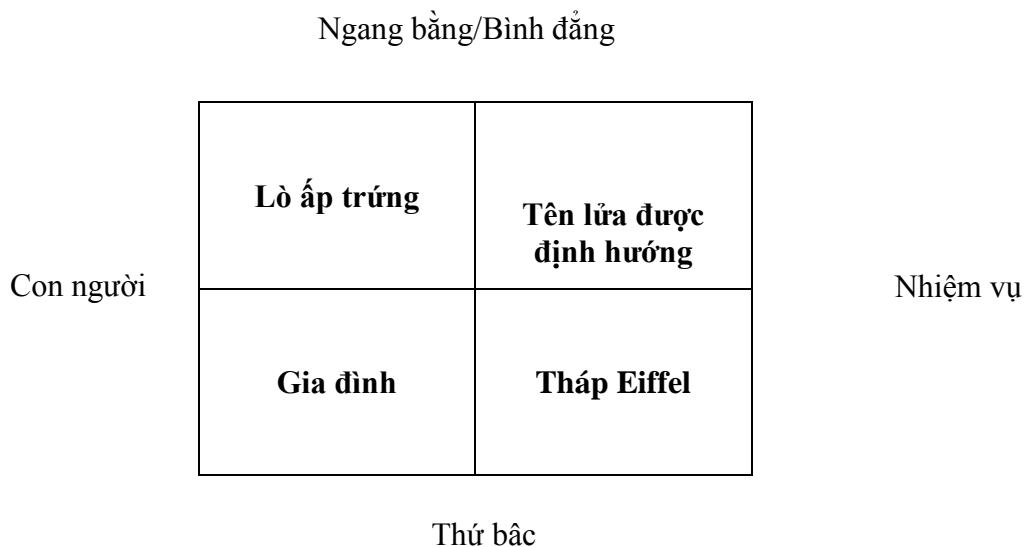 Ngang bằng/Bình đẳng
Lò ấp trứng
Tên lửa được
định hướng
Con người
Nhiệm vụ
Gia đình
Tháp Eiffel
Thứ bâc